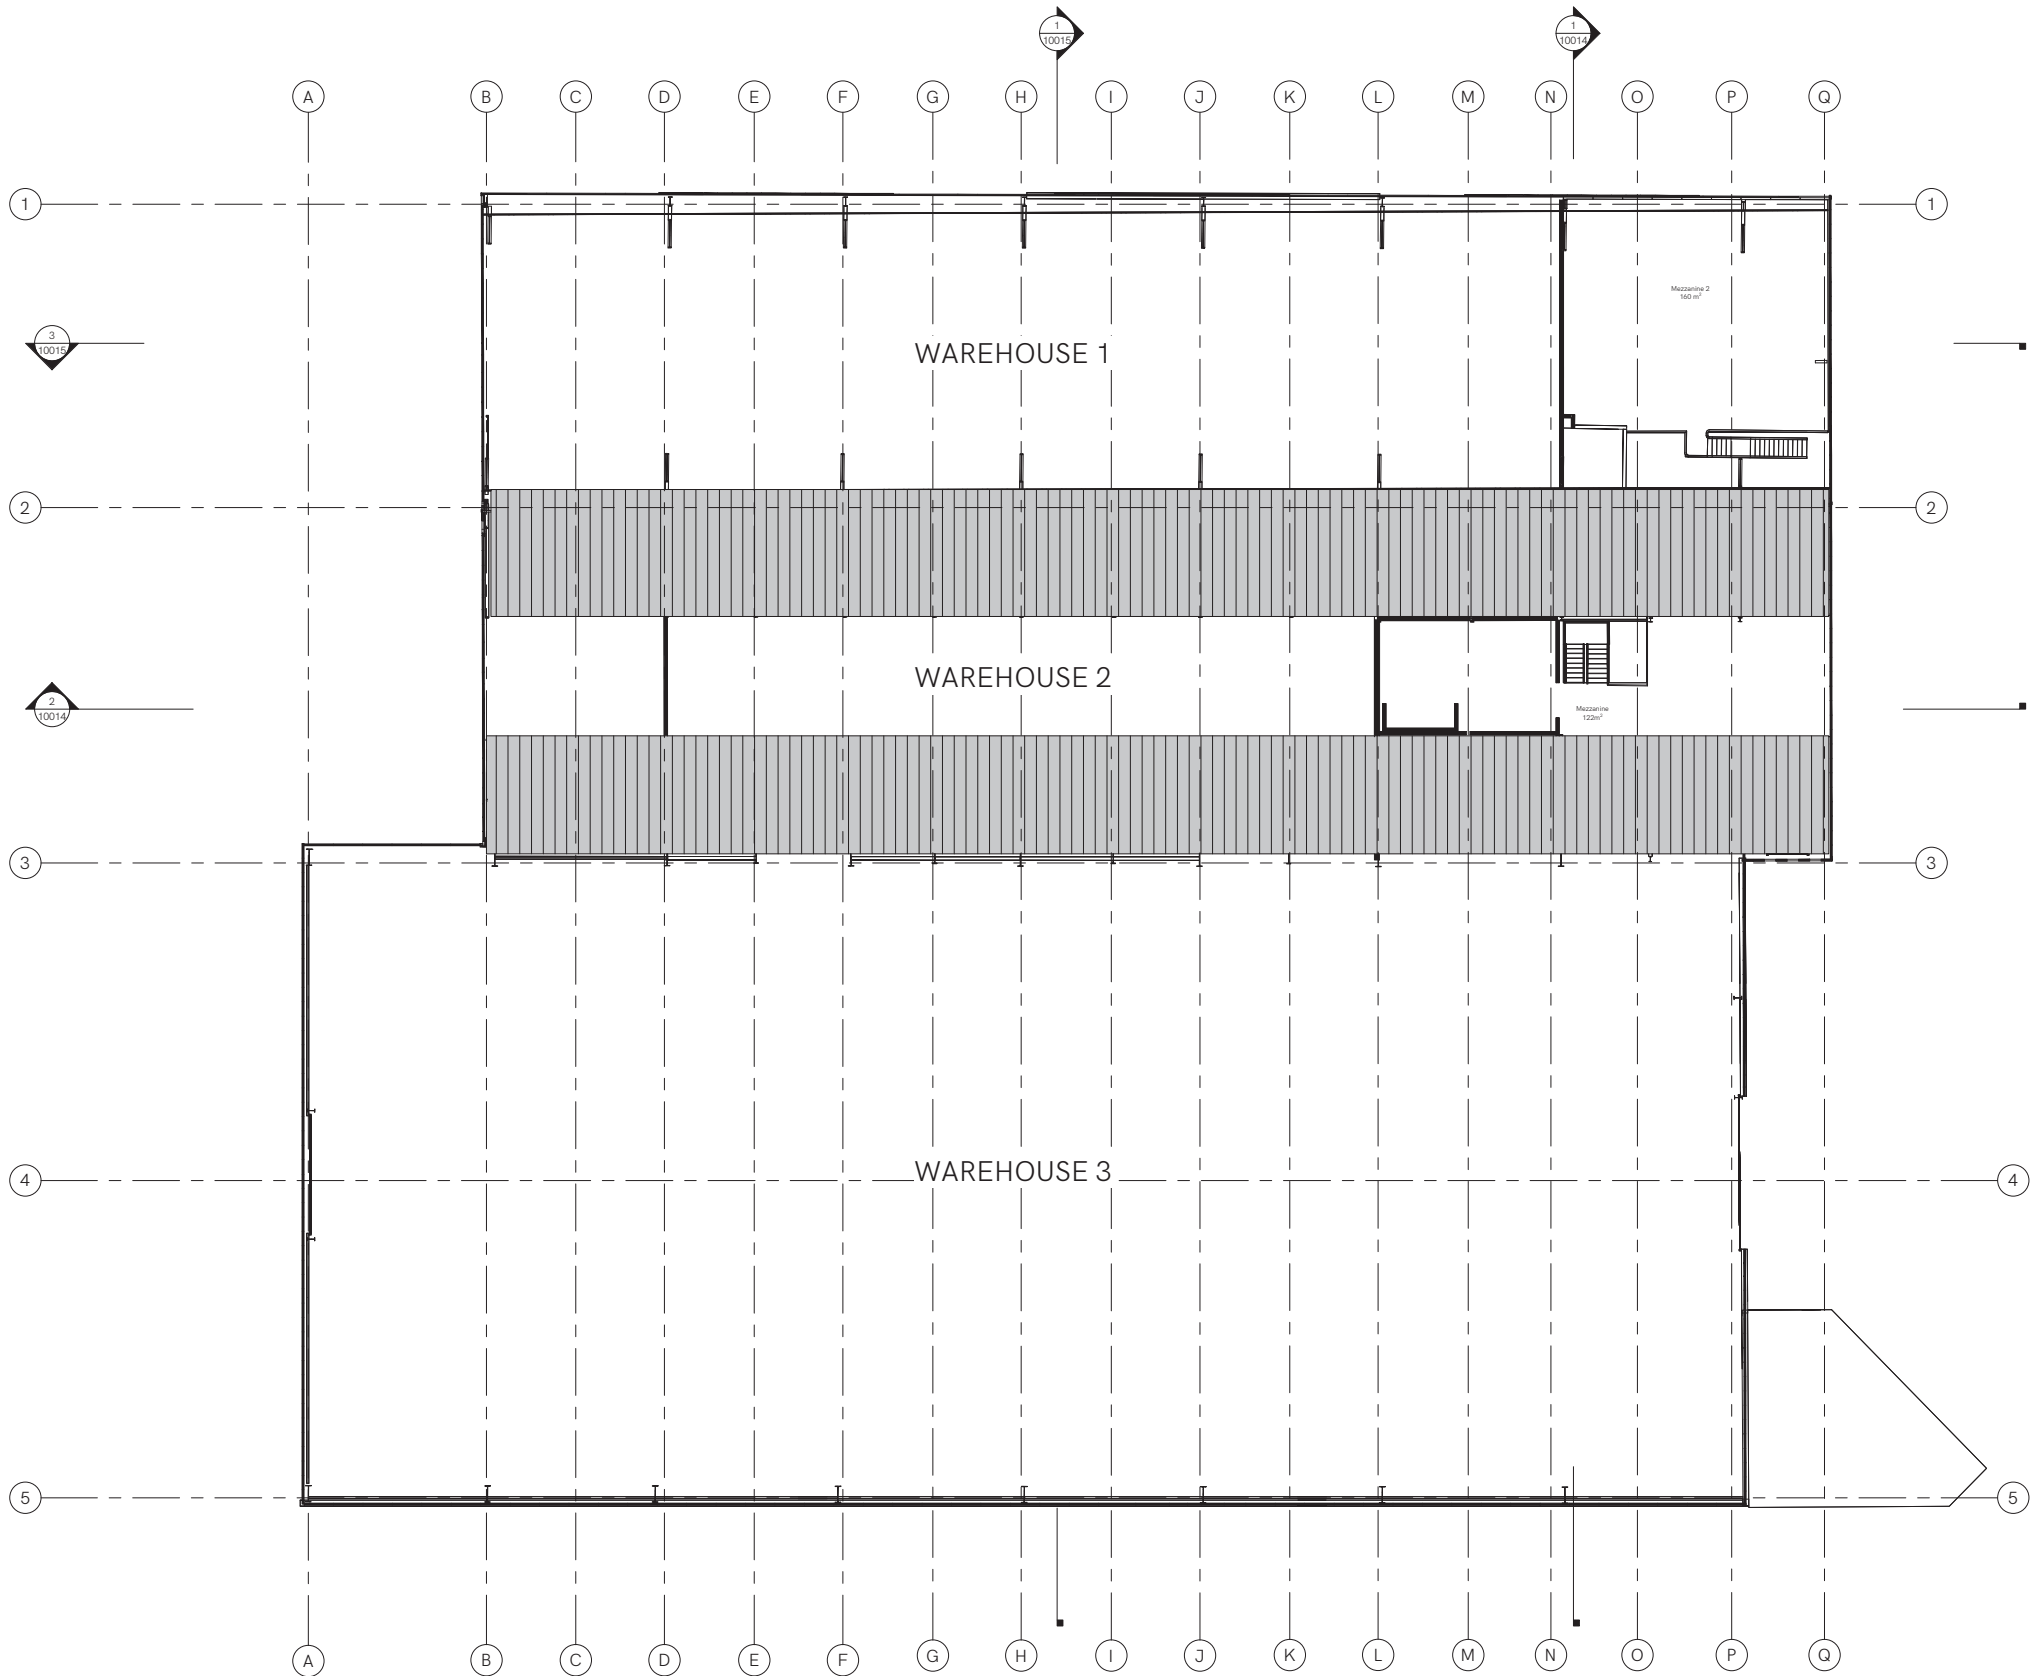 1
10015
1
10014
A B C D E F G H I J K L M N O P Q
1 1
Mezzanine 2
160 m²
3
10015
WAREHOUSE 1
2 2
WAREHOUSE 2
2
10014
Mezzanine
122m²
3 3
WAREHOUSE 3
4 4
5 5
A B C D E F G H I J K L M N O P Q